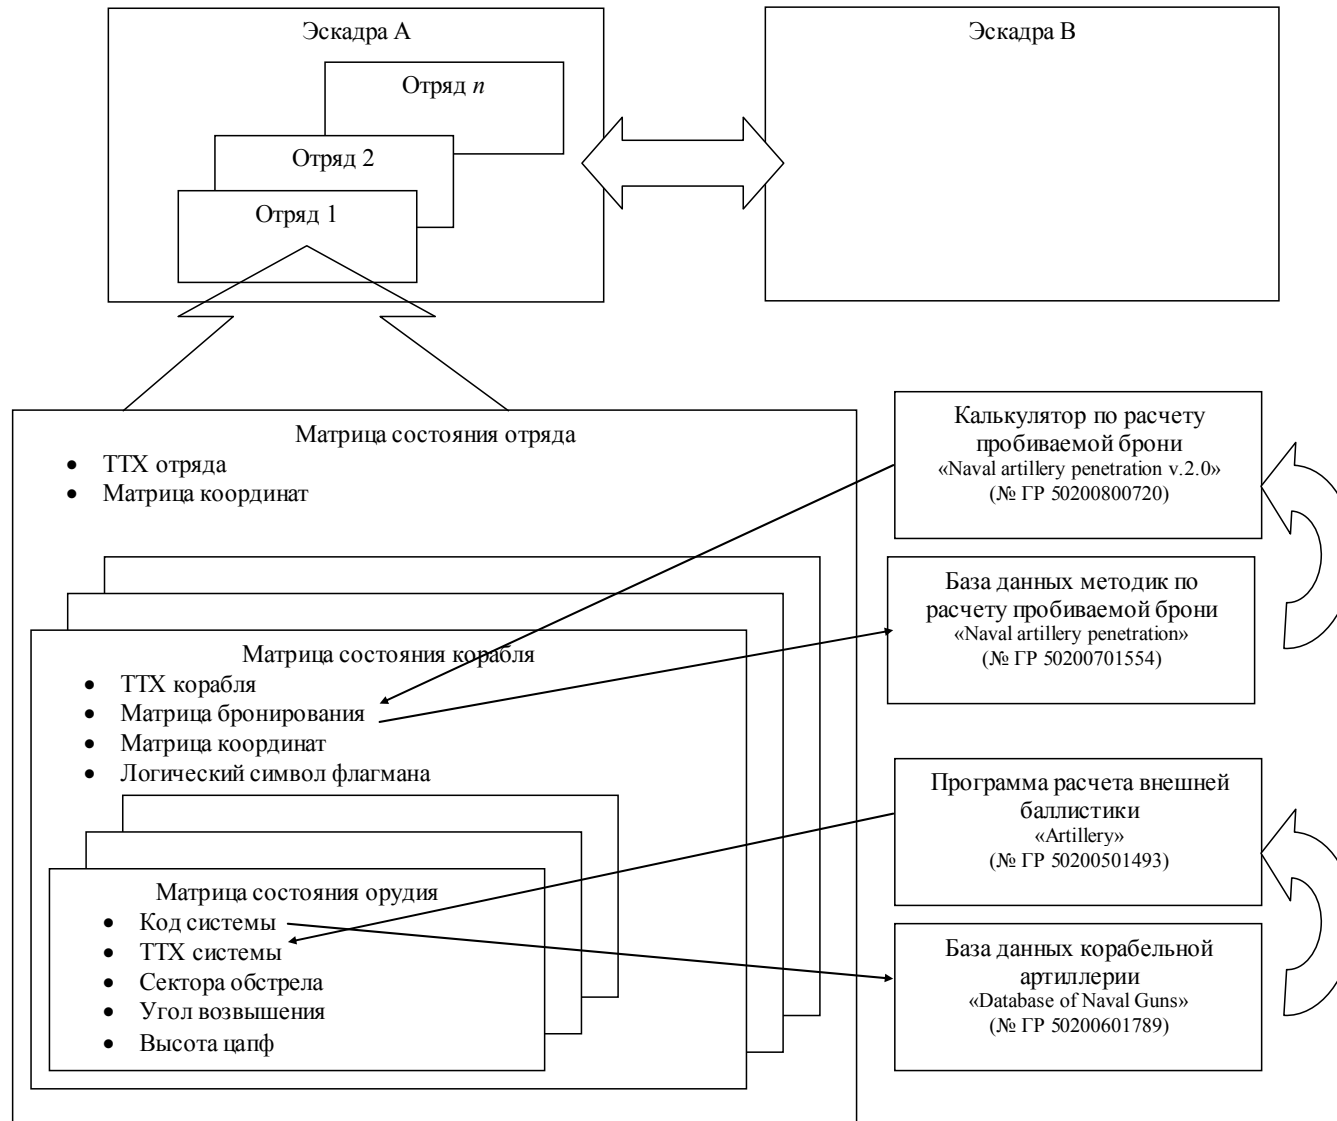 Эскадра А
Отряд n
Отряд 2
Отряд 1
Эскадра В
Матрица состояния отряда
• ТТХ отряда
• Матрица координат
Матрица состояния корабля
• ТТХ корабля
• Матрица бронирования
• Матрица координат
• Логический символ флагмана
Матрица состояния орудия
• Код системы
• ТТХ системы
• Сектора обстрела
• Угол возвышения
• Высота цапф
Калькулятор по расчету
пробиваемой брони
«Naval artillery penetration v.2.0»
(№ ГР 50200800720)
База данных методик по
расчету пробиваемой брони
«Naval artillery penetration»
(№ ГР 50200701554)
Программа расчета внешней
баллистики
«Artillery»
(№ ГР 50200501493)
База данных корабельной
артиллерии
«Database of Naval Guns»
(№ ГР 50200601789)